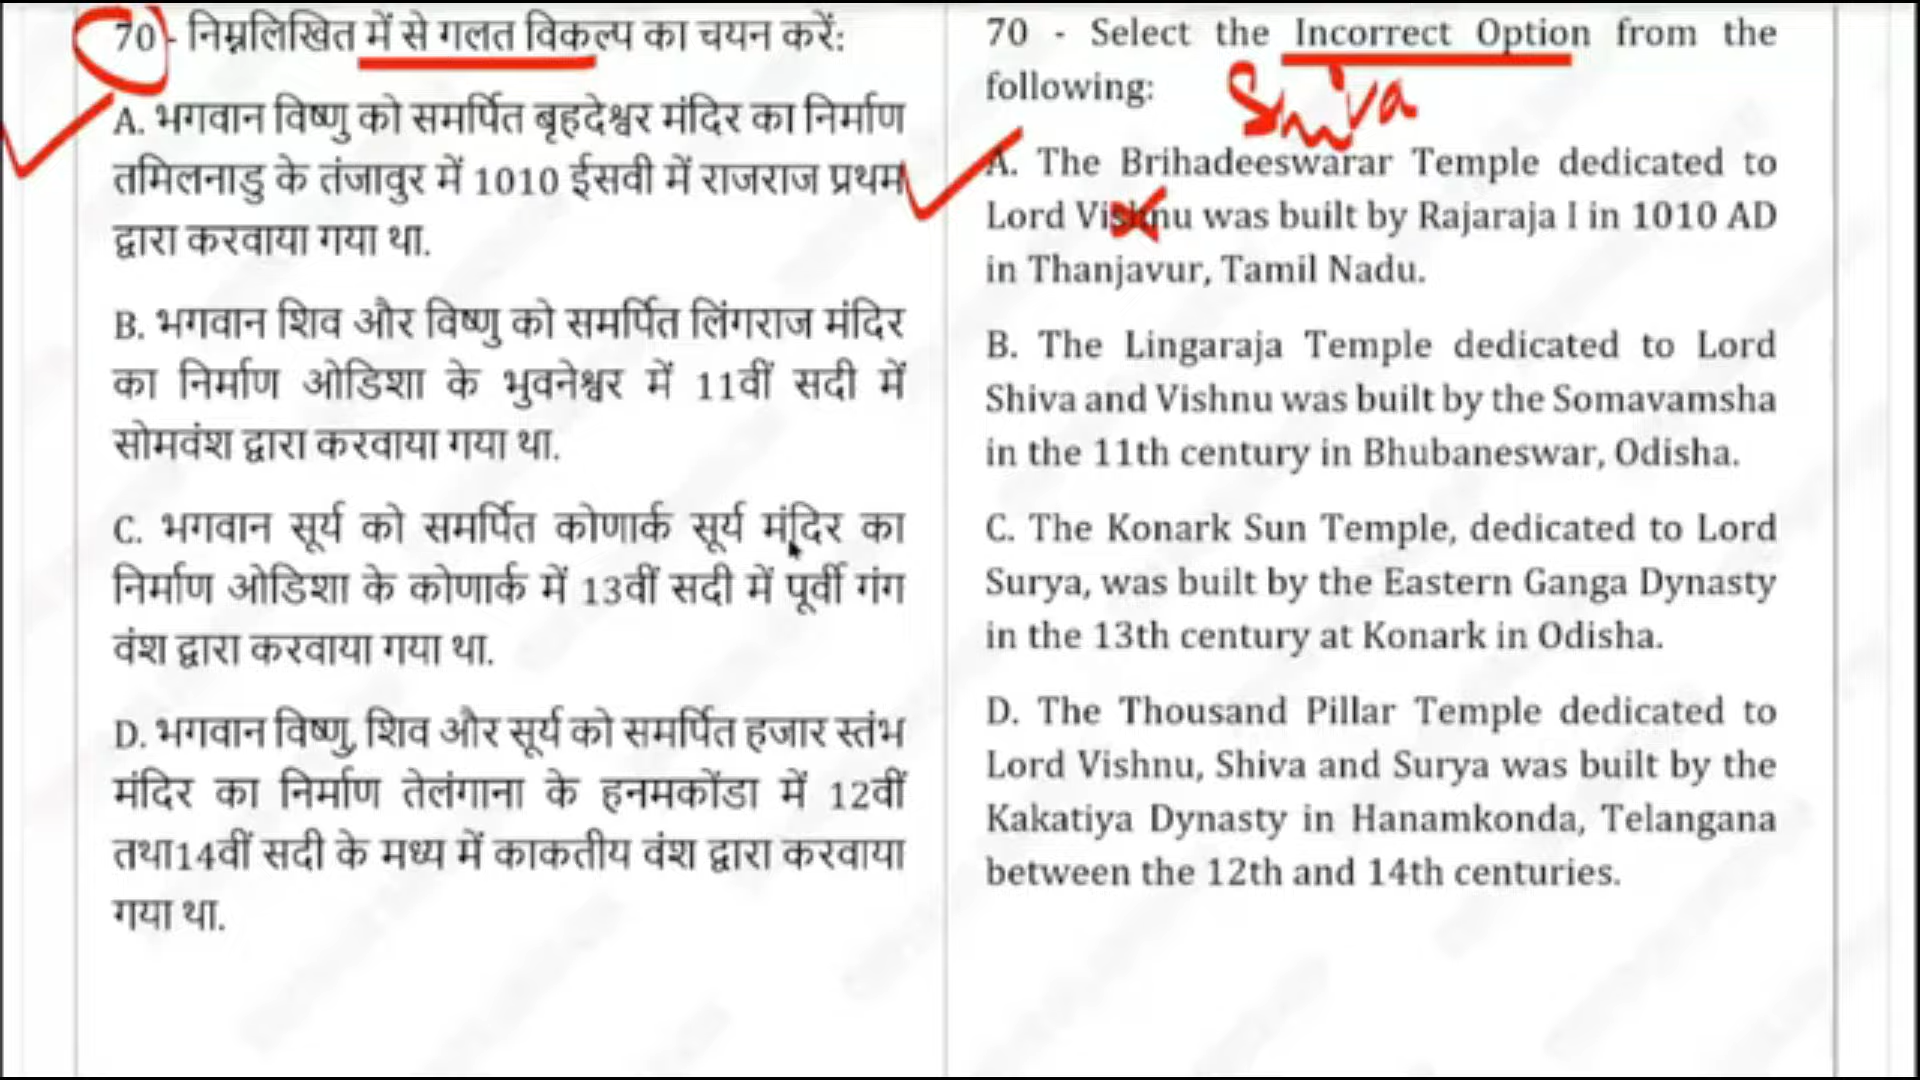 70 - निम्नलिखित में से गलत विकल्प का चयन करें:
A. भगवान विष्णु को समर्पित बृहदेश्वर मंदिर का निर्माण
तमिलनाडु के तंजावुर में 1010 ईसवी में राजराज प्रथम
द्वारा करवाया गया था.
B. भगवान शिव और विष्णु को समर्पित लिंगराज मंदिर
का निर्माण ओडिशा के भुवनेश्वर में 11वीं सदी में
सोमवंश द्वारा करवाया गया था.
C. भगवान सूर्य को समर्पित कोणार्क सूर्य मंदिर का
निर्माण ओडिशा के कोणार्क में 13वीं सदी में पूर्वी गंग
वंश द्वारा करवाया गया था.
D. भगवान विष्णु, शिव और सूर्य को समर्पित हजार स्तंभ
मंदिर का निर्माण तेलंगाना के हनमकोंडा में 12वीं
तथा14वीं सदी के मध्य में काकतीय वंश द्वारा करवाया
गया था.
70 - Select the Incorrect Option from the
following:
Shiva
A. The Brihadeeswarar Temple dedicated to
Lord Vishnu was built by Rajaraja I in 1010 AD
in Thanjavur, Tamil Nadu.
B. The Lingaraja Temple dedicated to Lord
Shiva and Vishnu was built by the Somavamsha
in the 11th century in Bhubaneswar, Odisha.
C. The Konark Sun Temple, dedicated to Lord
Surya, was built by the Eastern Ganga Dynasty
in the 13th century at Konark in Odisha.
D. The Thousand Pillar Temple dedicated to
Lord Vishnu, Shiva and Surya was built by the
Kakatiya Dynasty in Hanamkonda, Telangana
between the 12th and 14th centuries.